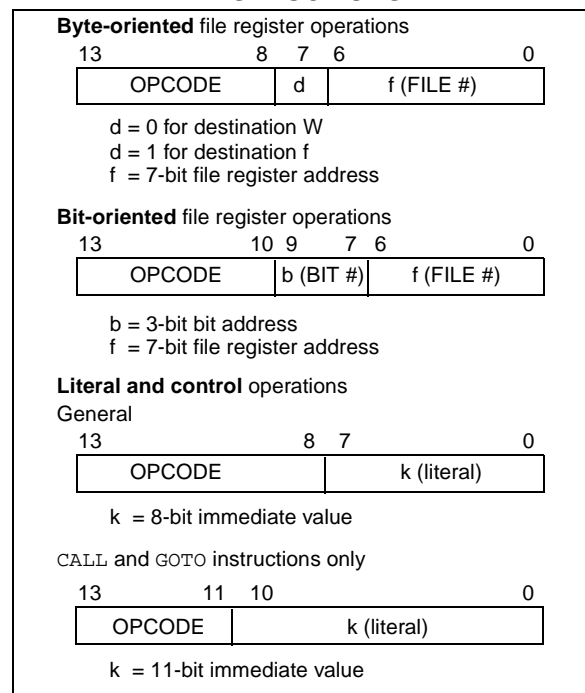 Byte-oriented file register operations
13 8 7 6 0
OPCODE d f (FILE #)
d = 0 for destination W
d = 1 for destination f
f = 7-bit file register address
Bit-oriented file register operations
13 10 9 7 6 0
OPCODE b (BIT #) f (FILE #)
b = 3-bit bit address
f = 7-bit file register address
Literal and control operations
General
13 8 7 0
OPCODE k (literal)
k = 8-bit immediate value
CALL and GOTO instructions only
13 11 10 0
OPCODE k (literal)
k = 11-bit immediate value